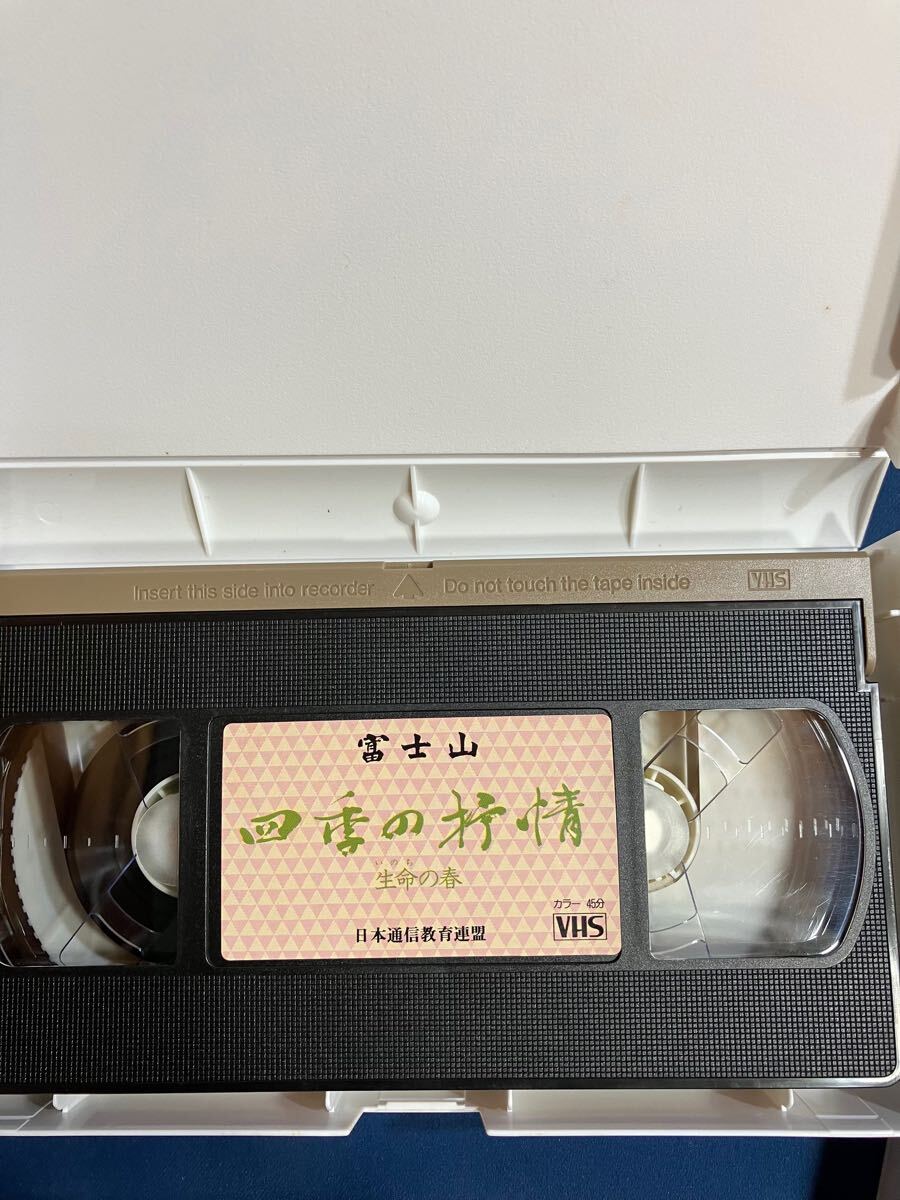 Insert this side into recorder Do not touch the tape inside VHS
富士山
四季の抒情
いのち
生命の春
カラー 45分
日本通信教育連盟 VHS